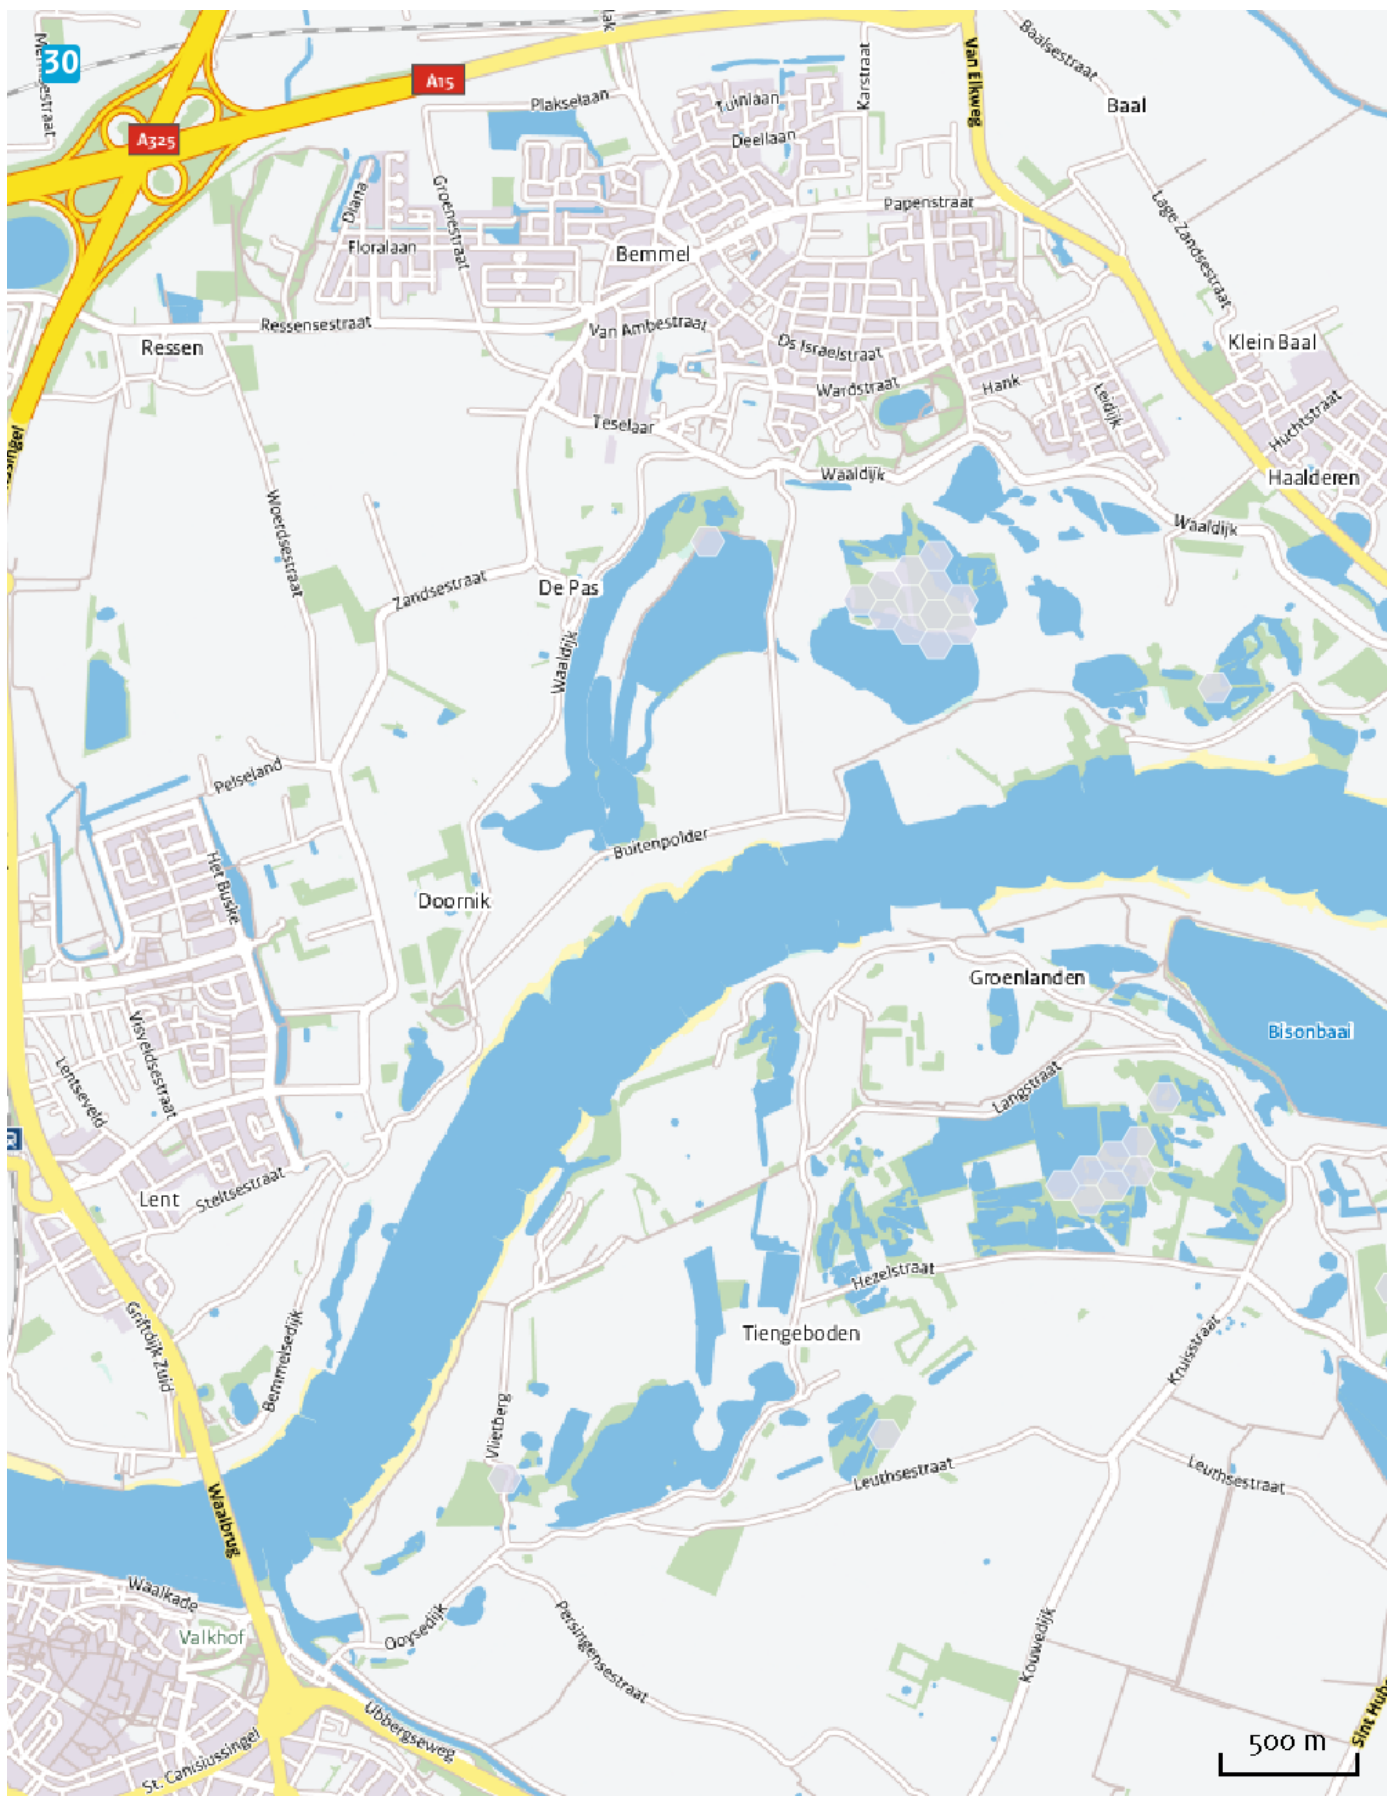 30
A15
A325
Plakselaan
Tuinlaan
Deellaan
Karstraat
Van Elkweg
Baalsestraat
Baal
Diana
Groenestraat
Floralaan
Bemmel
Papenstraat
Lage Zandsestraat
Ressensestraat
Ressen
Van Ambestraat
Ds Israelstraat
Wardstraat
Hank
Leidijk
Klein Baal
Huchtstraat
Haalderen
Teselaar
Waaldijk
Waaldijk
Woerdsestraat
Zandsestraat
De Pas
Waaldijk
Pelseland
Het Buske
Buitenpolder
Doornik
Groenlanden
Bisonbaai
Visveldsestraat
Lentseveld
Langstraat
Lent
Steltsestraat
Hezelstraat
Tiengeboden
Griftdijk Zuid
Bemmelsedijk
Kruisstraat
Vlietberg
Leuthsestraat
Leuthsestraat
Waalbrug
Waalkade
Valkhof
Ooysedijk
Persingensestraat
Kouwedijk
Ubbergseweg
St. Canisiussingel
500 m